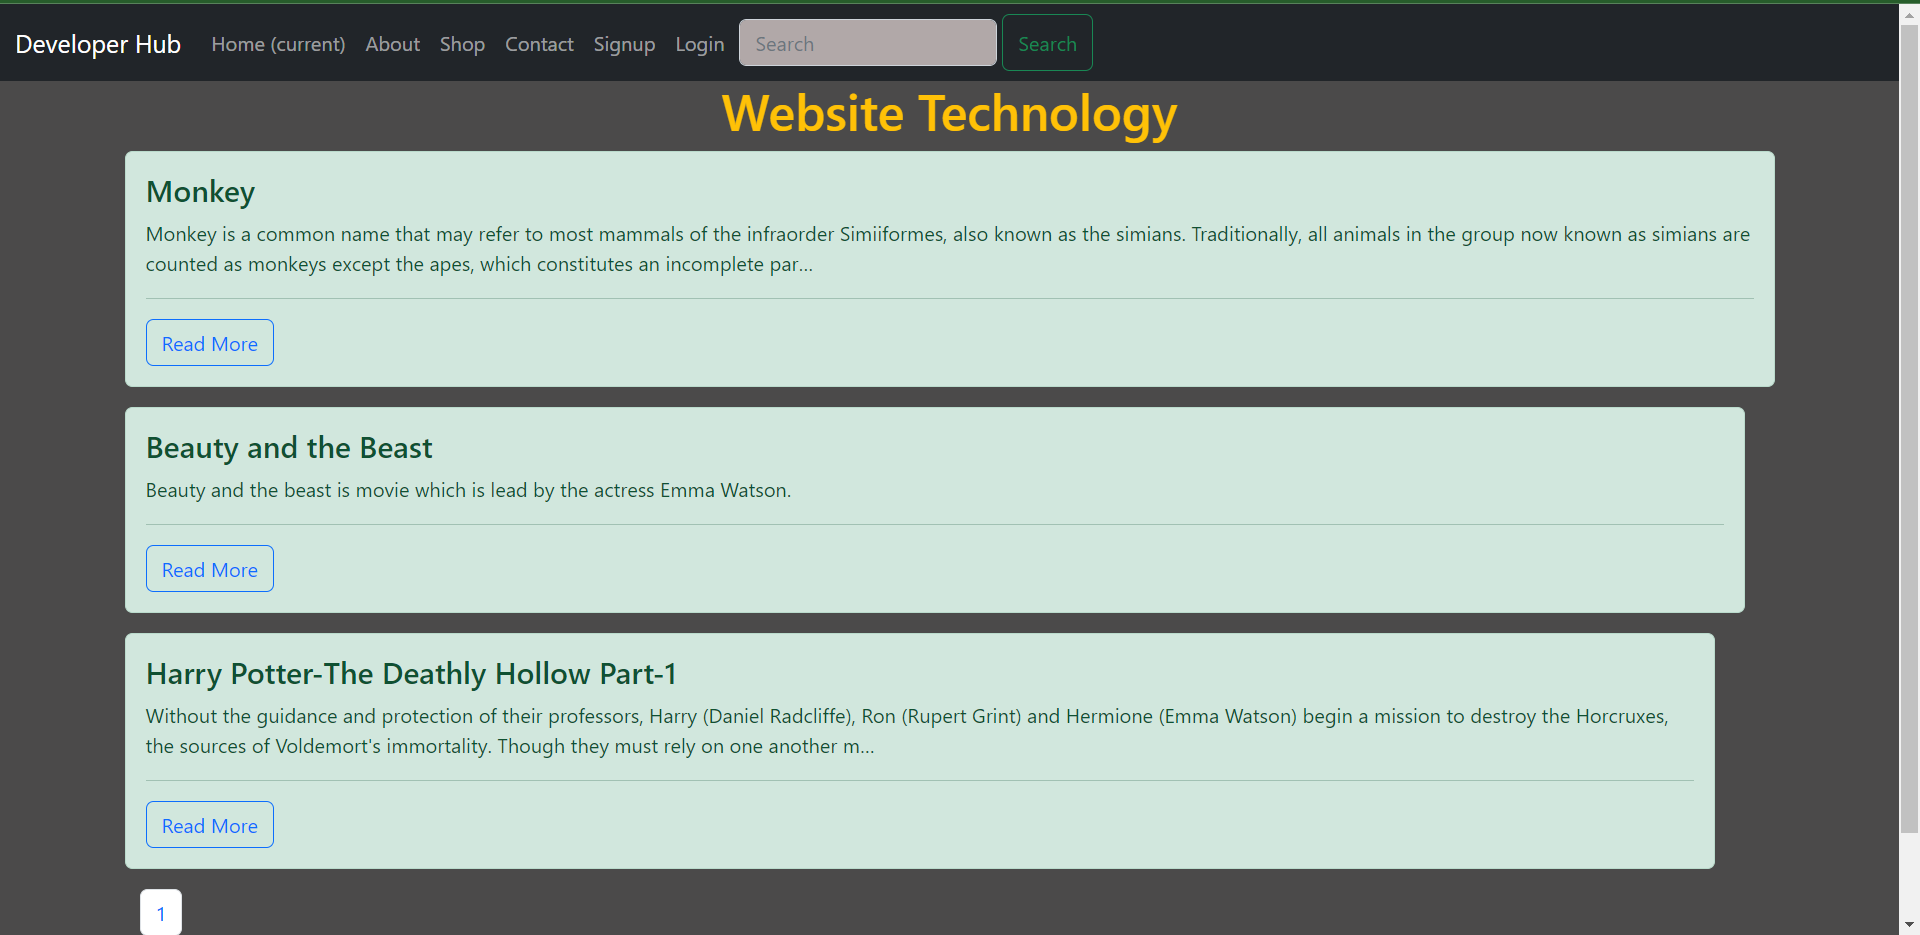 Developer Hub Home (current) About Shop Contact Signup Login Search Search
Website Technology
Monkey
Monkey is a common name that may refer to most mammals of the infraorder Simiiformes, also known as the simians. Traditionally, all animals in the group now known as simians are
counted as monkeys except the apes, which constitutes an incomplete par...
Read More
Beauty and the Beast
Beauty and the beast is movie which is lead by the actress Emma Watson.
Read More
Harry Potter-The Deathly Hollow Part-1
Without the guidance and protection of their professors, Harry (Daniel Radcliffe), Ron (Rupert Grint) and Hermione (Emma Watson) begin a mission to destroy the Horcruxes,
the sources of Voldemort's immortality. Though they must rely on one another m...
Read More
1